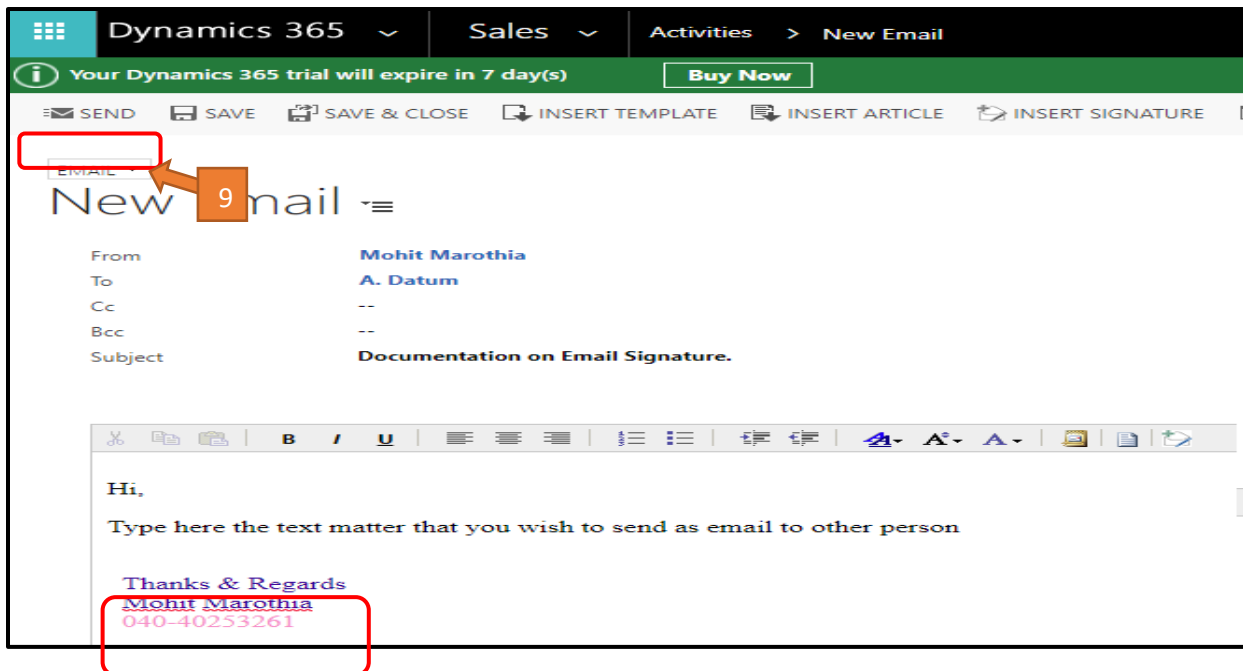 Dynamics 365 Sales Activities > New Email
Your Dynamics 365 trial will expire in 7 day(s) Buy Now
SEND SAVE SAVE & CLOSE INSERT TEMPLATE INSERT ARTICLE INSERT SIGNATURE
EMAIL
9
New Email
From Mohit Marothia
To A. Datum
Cc --
Bcc --
Subject Documentation on Email Signature.
B I U A A A
Hi,
Type here the text matter that you wish to send as email to other person
Thanks & Regards
Mohit Marothia
040-40253261